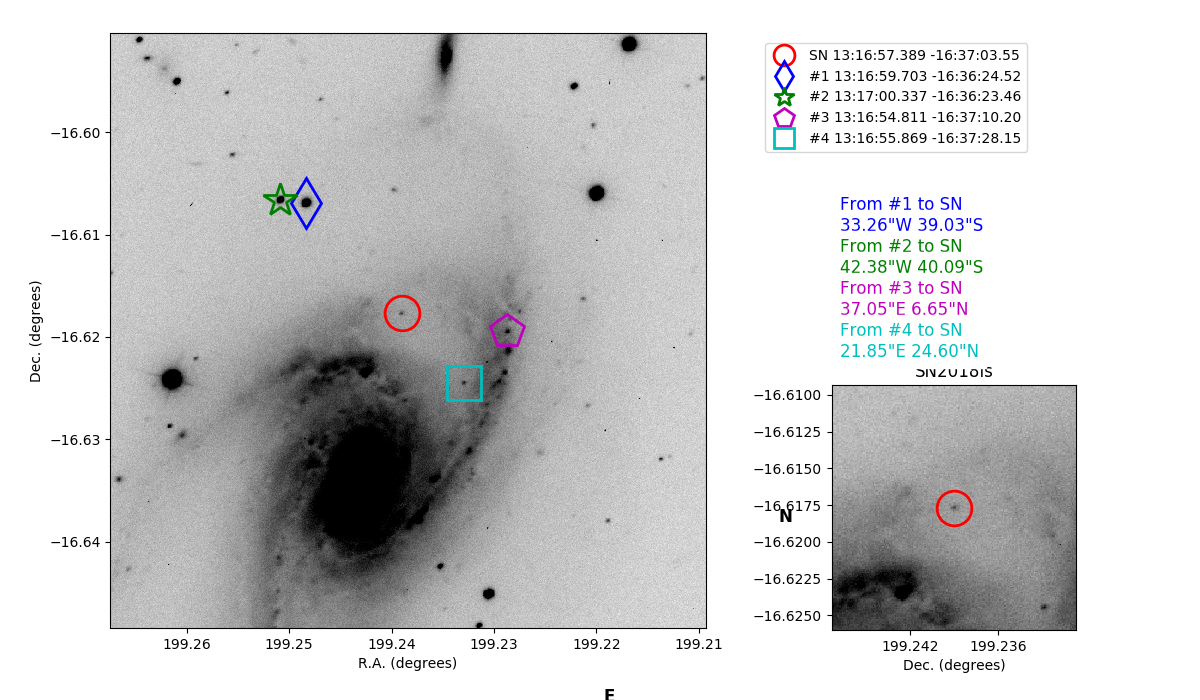 SN 13:16:57.389 -16:37:03.55
#1 13:16:59.703 -16:36:24.52
#2 13:17:00.337 -16:36:23.46
#3 13:16:54.811 -16:37:10.20
#4 13:16:55.869 -16:37:28.15
From #1 to SN
33.26"W 39.03"S
From #2 to SN
42.38"W 40.09"S
From #3 to SN
37.05"E 6.65"N
From #4 to SN
21.85"E 24.60"N
−16.60
−16.61
−16.62
−16.63
−16.64
Dec. (degrees)
199.26 199.25 199.24 199.23 199.22 199.21
R.A. (degrees)
SN2018is
−16.6100
−16.6125
−16.6150
−16.6175
N
−16.6200
−16.6225
−16.6250
199.242 199.236
Dec. (degrees)
E